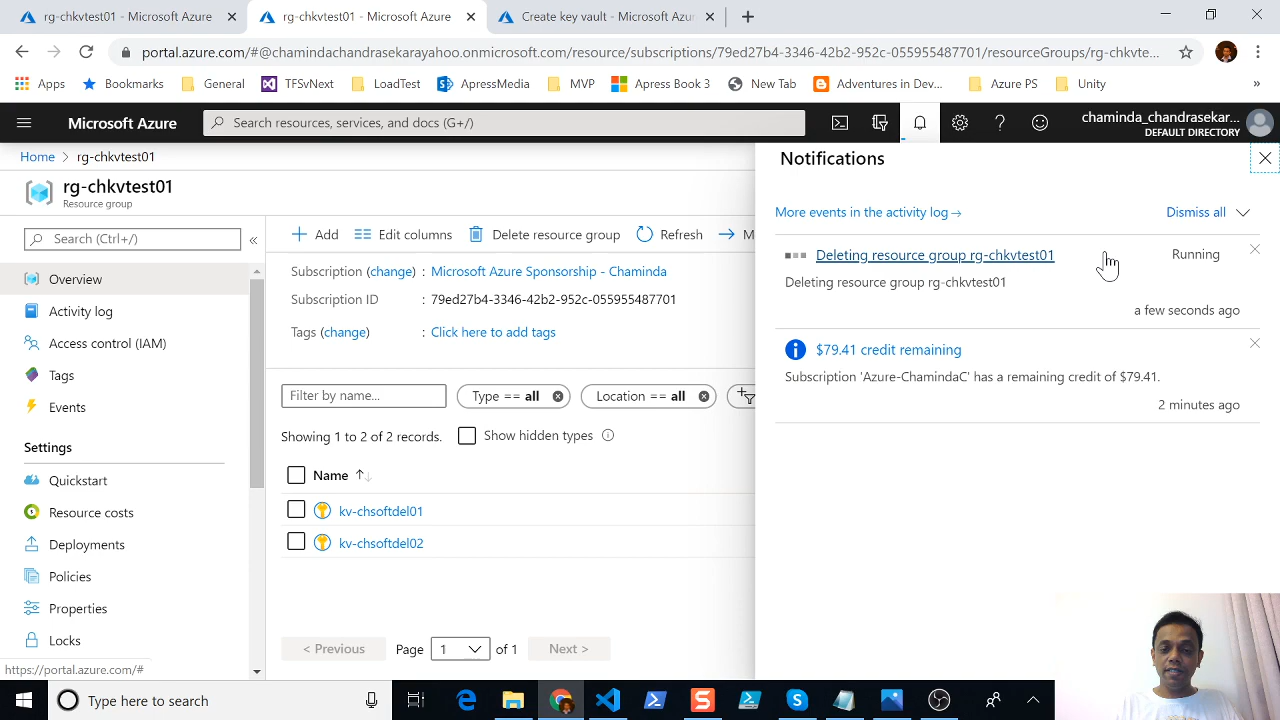 rg-chkvtest01 - Microsoft Azure
rg-chkvtest01 - Microsoft Azure
Create key vault - Microsoft Azur
portal.azure.com/#@chamindachandrasekarayahoo.onmicrosoft.com/resource/subscriptions/79ed27b4-3346-42b2-952c-055955487701/resourceGroups/rg-chkvte...
Apps
Bookmarks
General
TFSvNext
LoadTest
ApressMedia
MVP
Apress Book 3
New Tab
Adventures in Dev...
Azure PS
Unity
»
Microsoft Azure
Search resources, services, and docs (G+/)
chaminda_chandrasekar...
DEFAULT DIRECTORY
Home > rg-chkvtest01
rg-chkvtest01
Resource group
Search (Ctrl+/)
«
Overview
Activity log
Access control (IAM)
Tags
Events
Settings
Quickstart
Resource costs
Deployments
Policies
Properties
Locks
https://portal.azure.com/#
Add
Edit columns
Delete resource group
Refresh
M
Subscription (change) : Microsoft Azure Sponsorship - Chaminda
Subscription ID : 79ed27b4-3346-42b2-952c-055955487701
Tags (change) : Click here to add tags
Filter by name...
Type == all
Location == all
Showing 1 to 2 of 2 records.
Show hidden types
Name
kv-chsoftdel01
kv-chsoftdel02
< Previous
Page 1 of 1
Next >
Notifications
More events in the activity log →
Dismiss all
Deleting resource group rg-chkvtest01
Running
Deleting resource group rg-chkvtest01
a few seconds ago
$79.41 credit remaining
Subscription 'Azure-ChamindaC' has a remaining credit of $79.41.
2 minutes ago
Type here to search